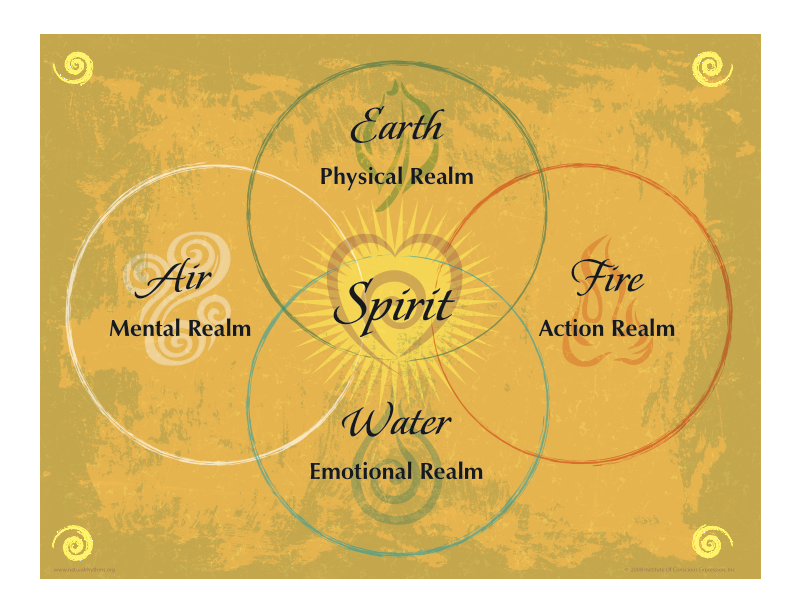 Earth
Physical Realm
Air
Mental Realm
Spirit
Fire
Action Realm
Water
Emotional Realm